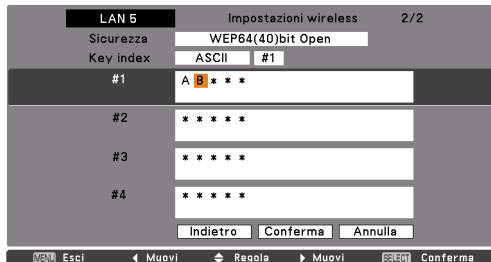 LAN 5 Impostazioni wireless 2/2
Sicurezza WEP64(40)bit Open
Key index ASCII #1
#1 A B * * *
#2 * * * * *
#3 * * * * *
#4 * * * * *
Indietro Conferma Annulla
MENU Esci Muovi Regola Muovi SELECT Conferma